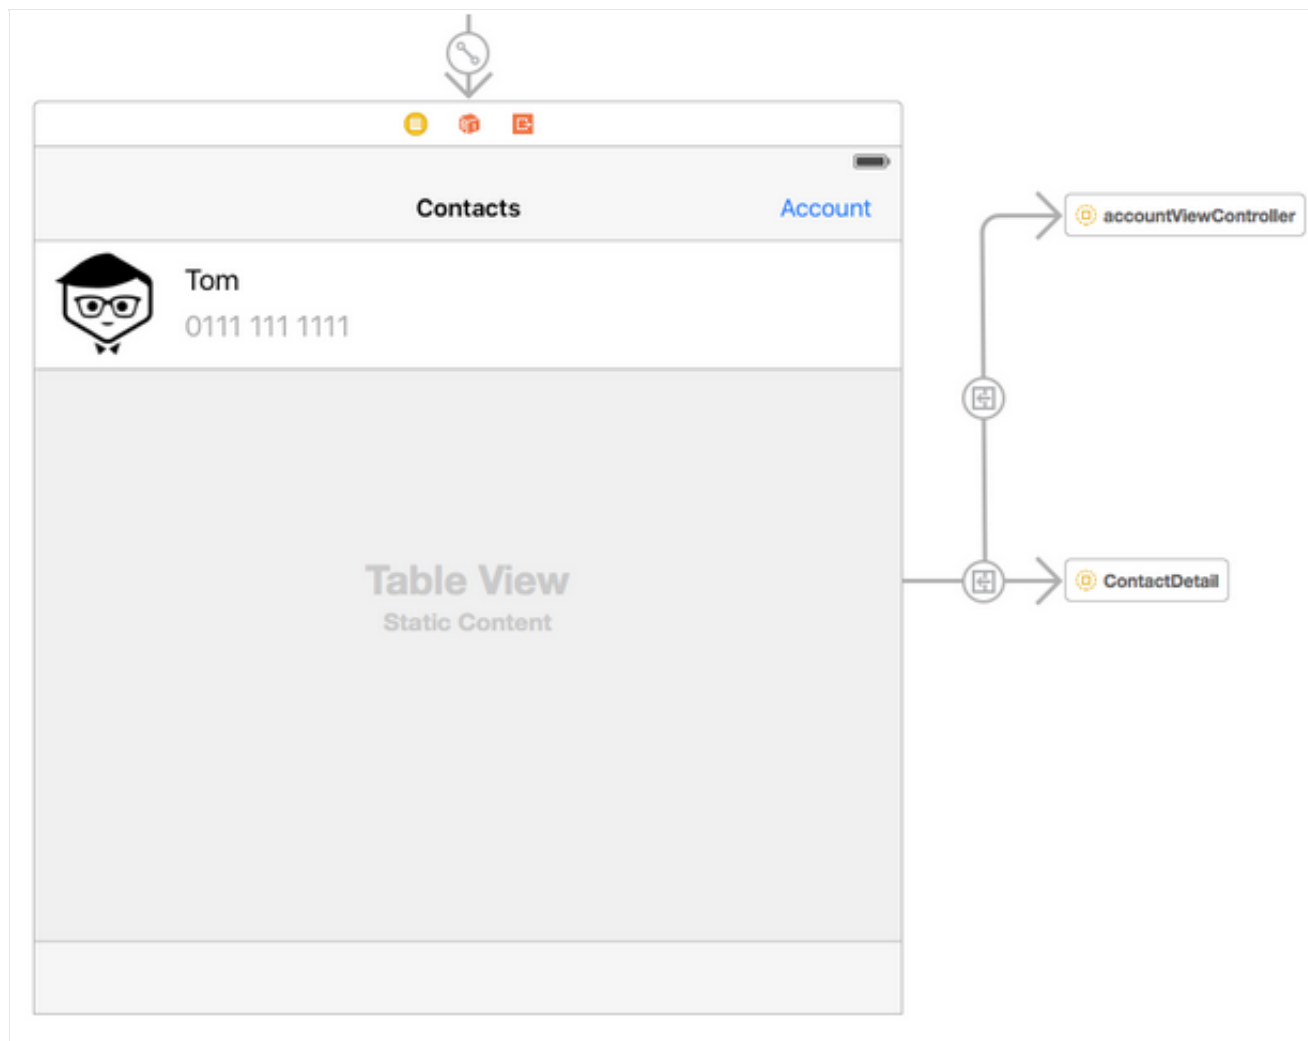 Contacts
Account
Tom
0111 111 1111
Table View
Static Content
accountViewController
ContactDetail